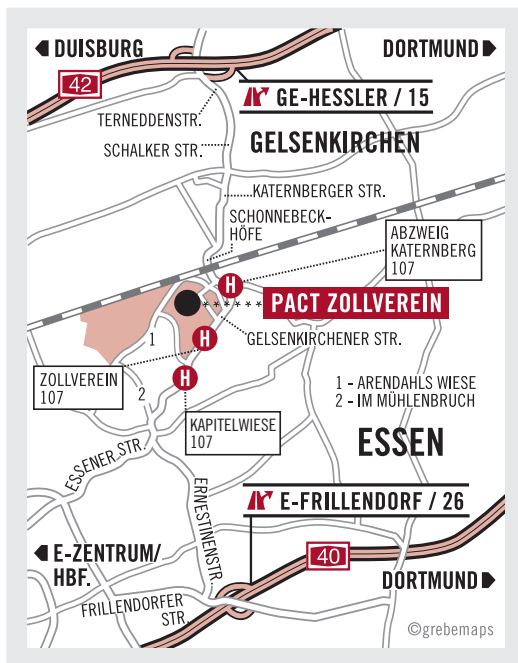 DUISBURG
DORTMUND
42
GE-HESSLER / 15
TERNEDDENSTR.
GELSENKIRCHEN
SCHALKER STR.
KATERNBERGER STR.
SCHONNEBECK-
HÖFE
ABZWEIG
KATERNBERG
107
H
PACT ZOLLVEREIN
******
GELSENKIRCHENER STR.
1
H
ZOLLVEREIN
107
H
2
1 - ARENDAHLS WIESE
2 - IM MÜHLENBRUCH
KAPITELWIESE
107
ESSEN
ESSENER STR.
ERNESTINENSTR.
E-FRILLENDORF / 26
E-ZENTRUM/
HBF.
40
DORTMUND
FRILLENDORFER
STR.
©grebemaps